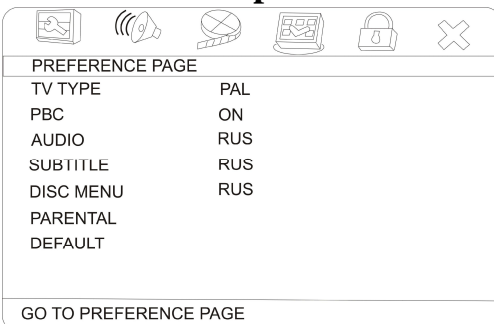 PREFERENCE PAGE
TV TYPE PAL
PBC ON
AUDIO RUS
SUBTITLE RUS
DISC MENU RUS
PARENTAL
DEFAULT
GO TO PREFERENCE PAGE